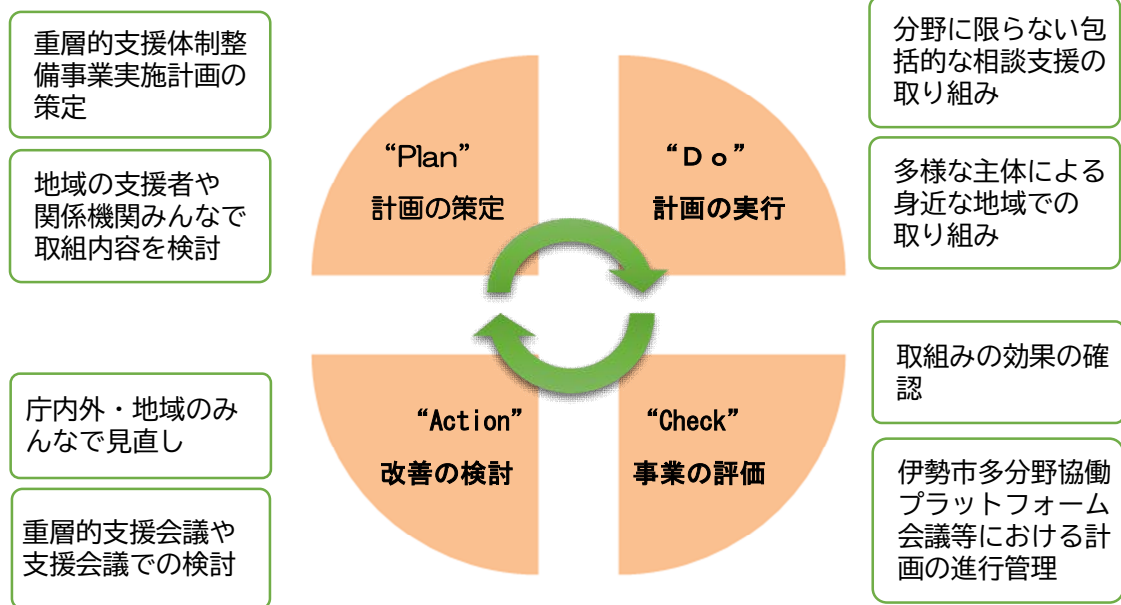 重層的支援体制整
備事業実施計画の
策定
地域の支援者や
関係機関みんなで
取組内容を検討
“Plan”
計画の策定
“Ｄｏ”
計画の実行
分野に限らない包
括的な相談支援の
取り組み
多様な主体による
身近な地域での
取り組み
庁内外・地域のみ
んなで見直し
重層的支援会議や
支援会議での検討
“Action”
改善の検討
“Check”
事業の評価
取組みの効果の確
認
伊勢市多分野協働
プラットフォーム
会議等における計
画の進行管理